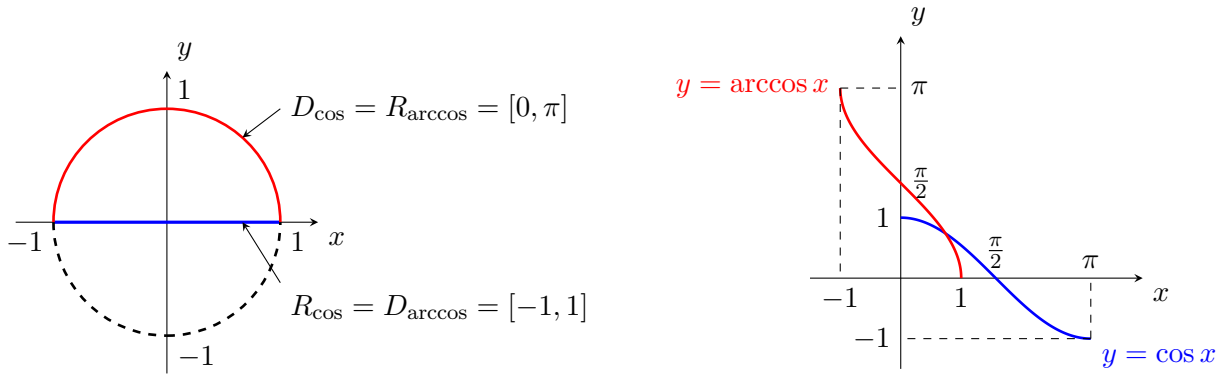 y
1
D_cos = R_arccos = [0, π]
−1
1
x
R_cos = D_arccos = [−1, 1]
−1
y
y = arccos x
π
π/2
1
π/2
π
−1
1
x
−1
y = cos x